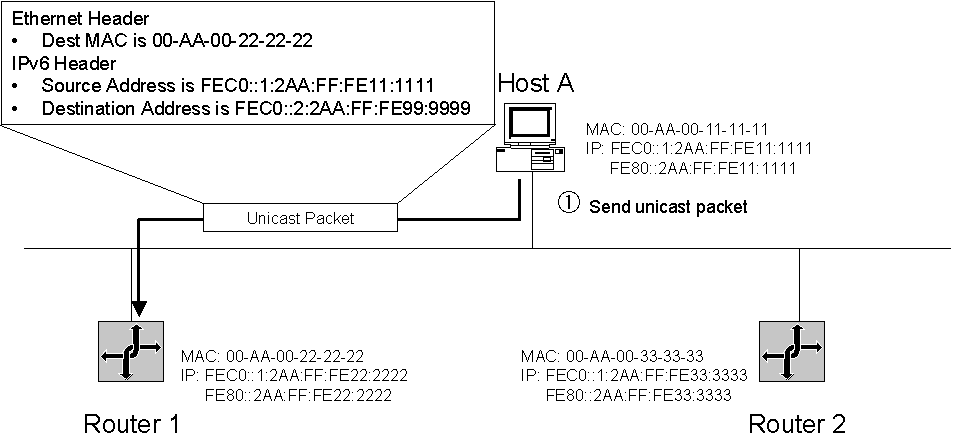 Ethernet Header
• Dest MAC is 00-AA-00-22-22-22
IPv6 Header
• Source Address is FEC0::1:2AA:FF:FE11:1111
• Destination Address is FEC0::2:2AA:FF:FE99:9999
Host A
MAC: 00-AA-00-11-11-11
IP: FEC0::1:2AA:FF:FE11:1111
FE80::2AA:FF:FE11:1111
① Send unicast packet
Unicast Packet
MAC: 00-AA-00-22-22-22
IP: FEC0::1:2AA:FF:FE22:2222
FE80::2AA:FF:FE22:2222
Router 1
MAC: 00-AA-00-33-33-33
IP: FEC0::1:2AA:FF:FE33:3333
FE80::2AA:FF:FE33:3333
Router 2